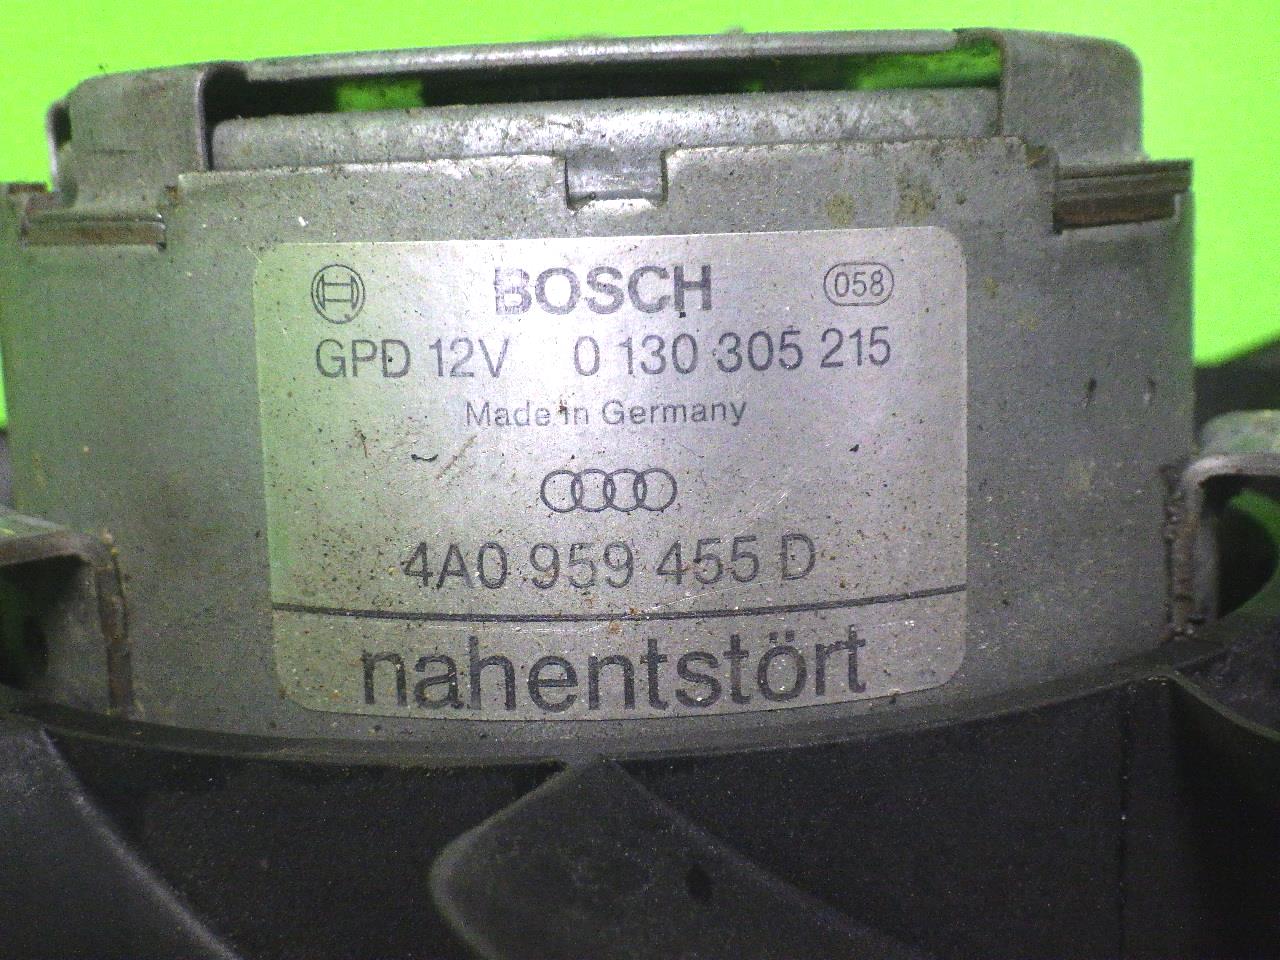 BOSCH 058
GPD 12V 0 130 305 215
Made in Germany
4A0 959 455 D
nahentstört